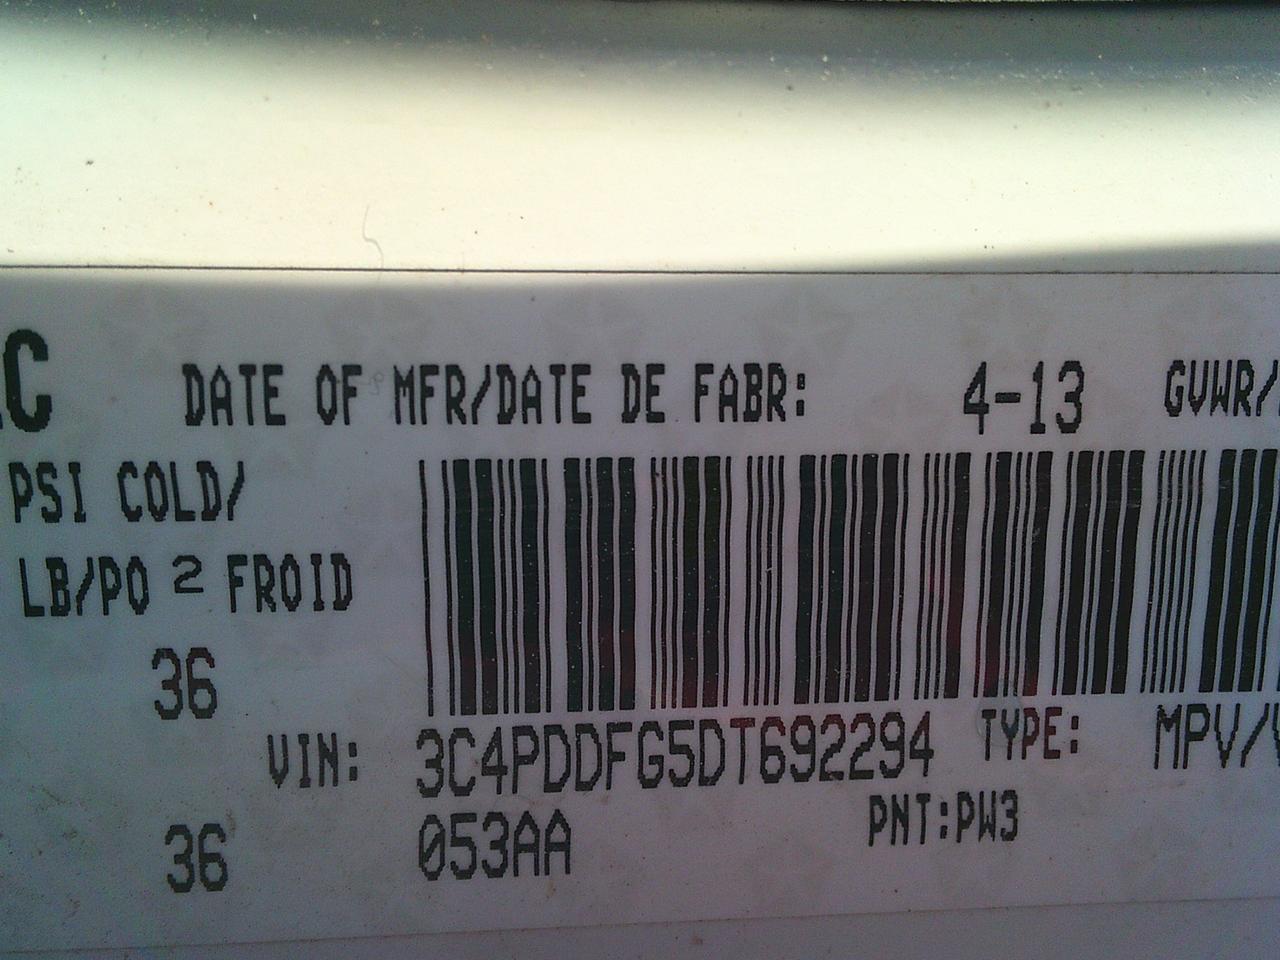 C DATE OF MFR/DATE DE FABR: 4-13 GVWR/
PSI COLD/
LB/PO 2 FROID
36
VIN: 3C4PDDFG5DT692294 TYPE: MPV/
36 053AA PNT:PW3